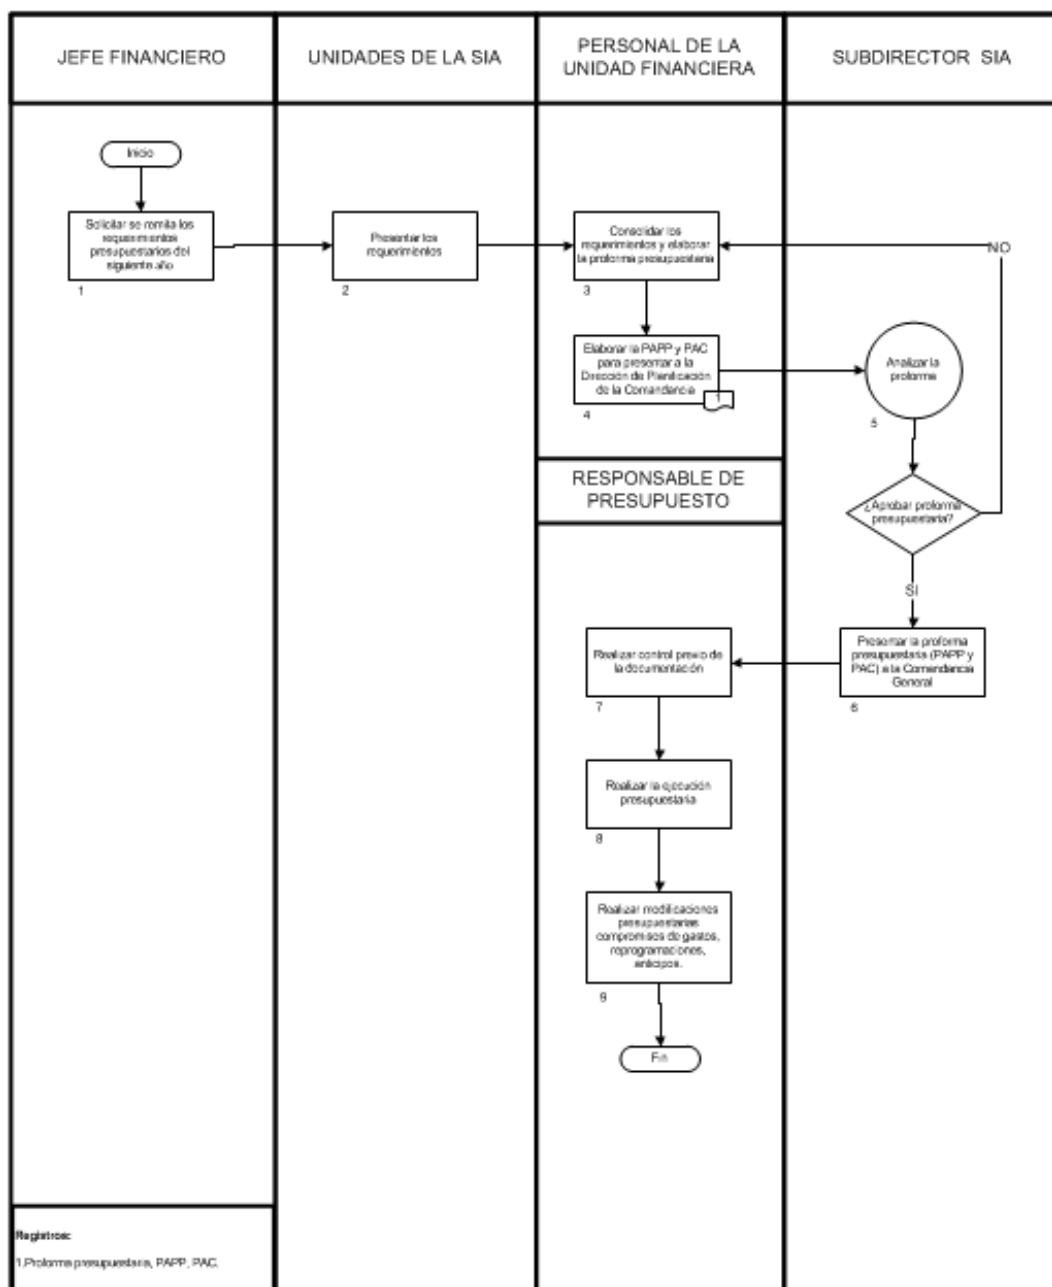 JEFE FINANCIERO
UNIDADES DE LA SIA
PERSONAL DE LA
UNIDAD FINANCIERA
SUBDIRECTOR SIA
Inicio
Solicitar se remita los
requerimientos
presupuestarios del
siguiente año
1
Presentar los
requerimientos
2
Consolidar los
requerimientos y elaborar
la proforma presupuestaria
3
NO
Elaborar la PAPP y PAC
para presentar a la
Dirección de Planificación
de la Comandancia
1
4
Analizar la
proforma
5
¿Aprobar proforma
presupuestaria?
SI
Presentar la proforma
presupuestaria (PAPP y
PAC) a la Comandancia
General
6
RESPONSABLE DE
PRESUPUESTO
Realizar control previo de
la documentación
7
Realizar la ejecución
presupuestaria
8
Realizar modificaciones
presupuestarias
compromisos de gastos,
reprogramaciones,
anticipos.
9
Fin
Registros:
1.Proforma presupuestaria, PAPP, PAC.